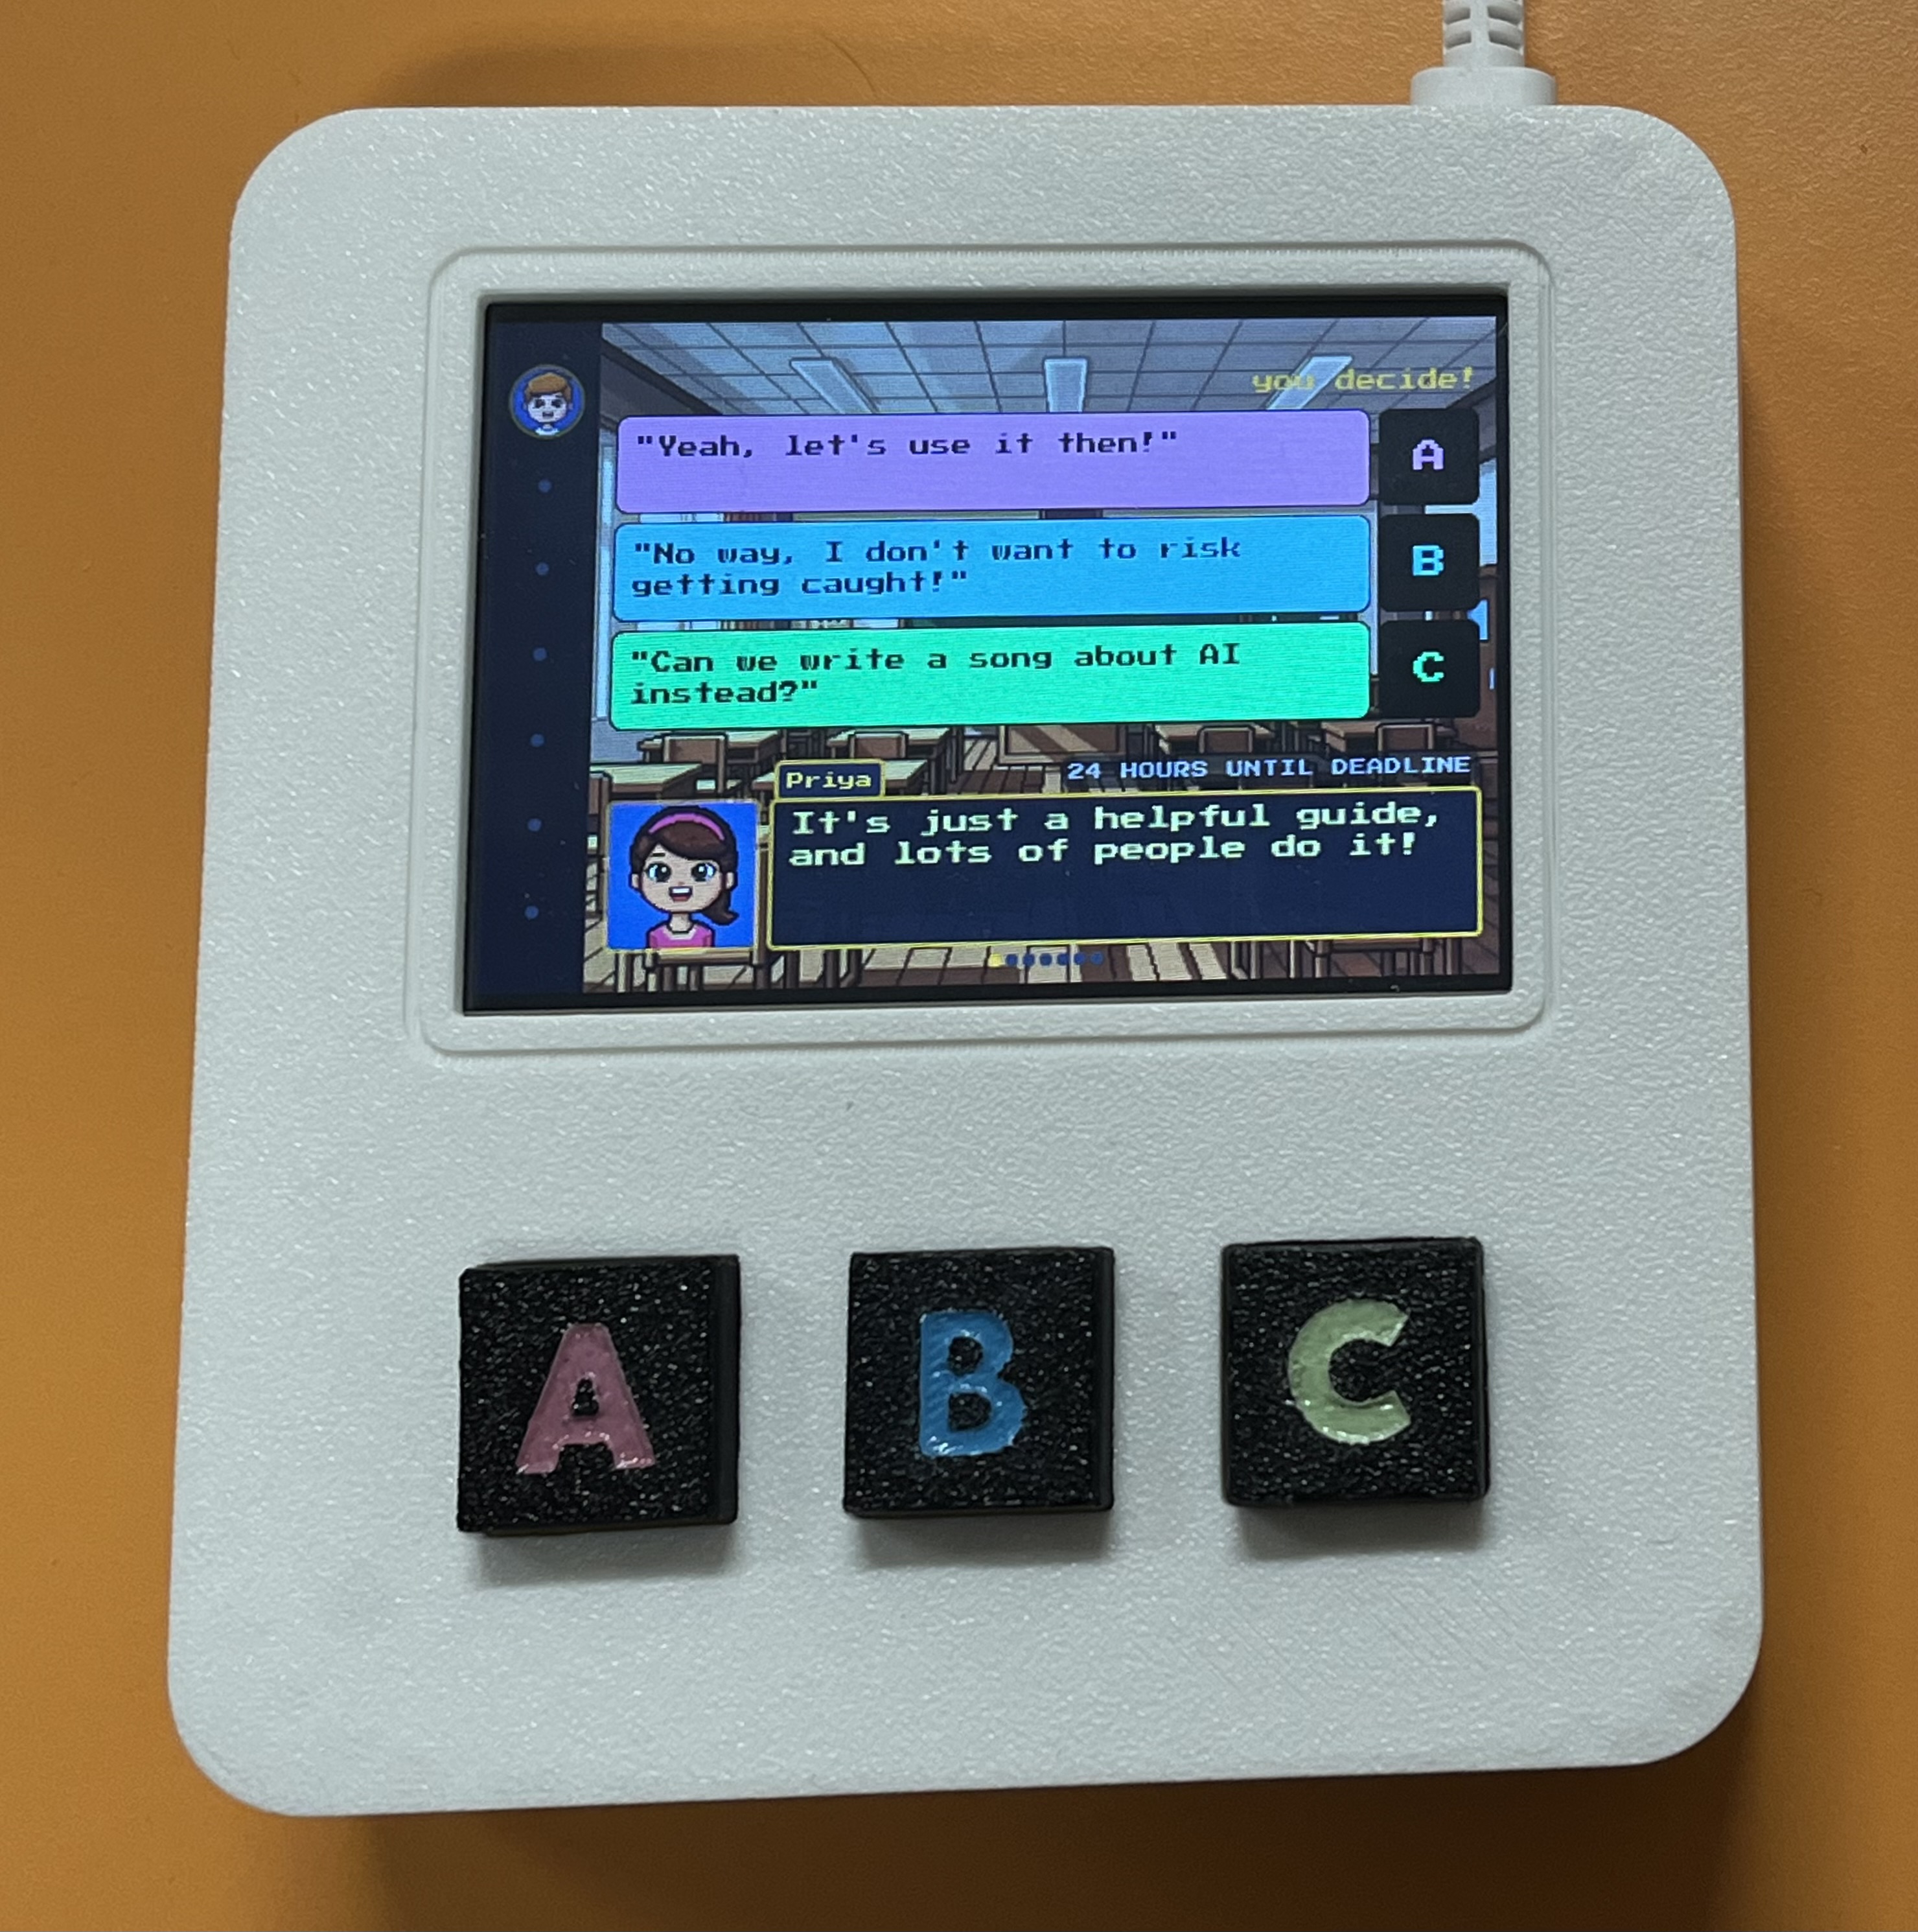 you decide!
"Yeah, let's use it then!"
A
"No way, I don't want to risk
getting caught!"
B
"Can we write a song about AI
instead?"
C
Priya
24 HOURS UNTIL DEADLINE
It's just a helpful guide,
and lots of people do it!
A
B
C